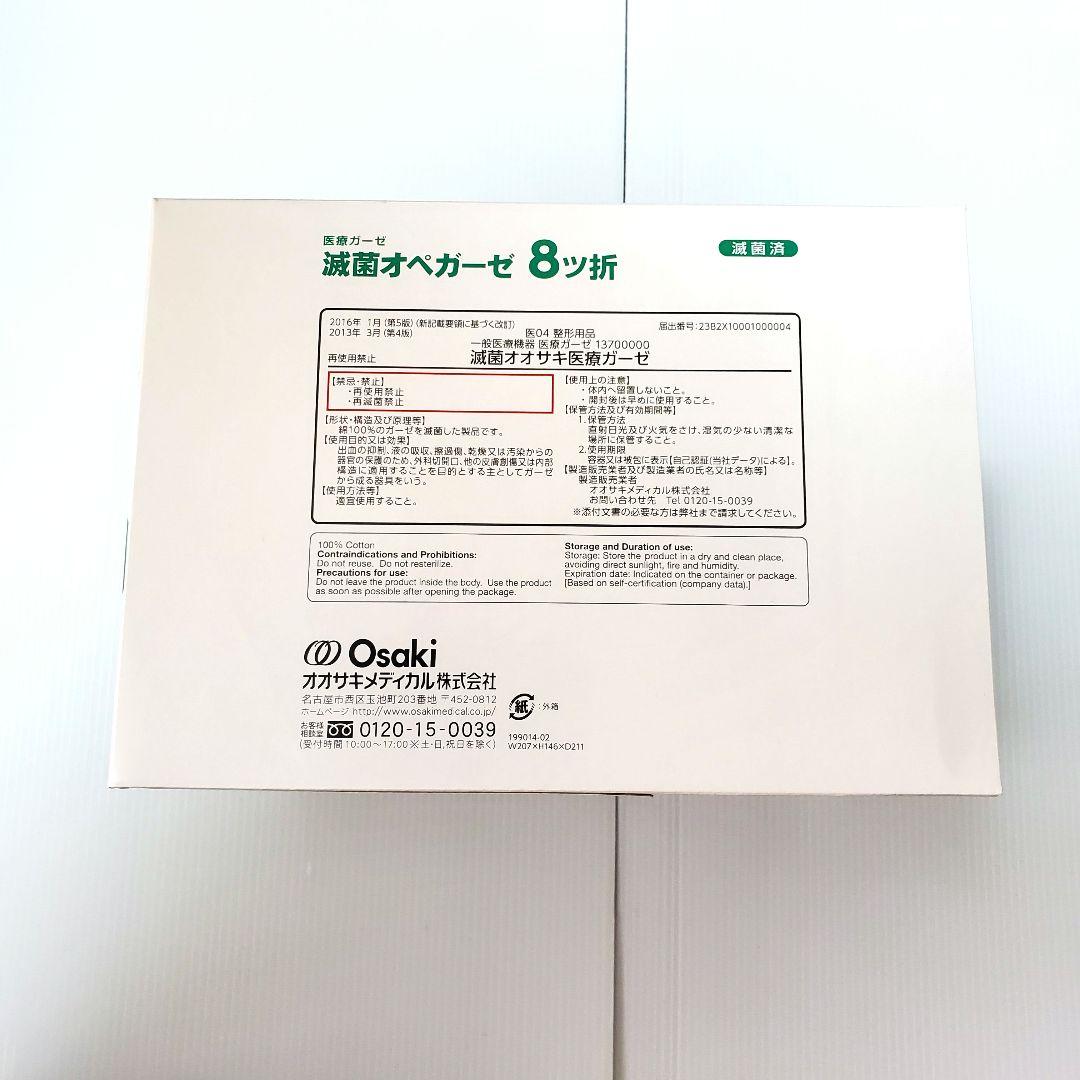 医療ガーゼ
滅菌オペガーゼ 8ツ折
滅菌済
2016年 1月(第5版)(新記載要領に基づく改訂)
2013年 3月(第4版)
届出番号:23B2X10001000004
医04 整形用品
一般医療機器 医療ガーゼ 13700000
再使用禁止
滅菌オオサキ医療ガーゼ
【禁忌・禁止】
・再使用禁止
・再滅菌禁止
【形状・構造及び原理等】
綿100%のガーゼを滅菌した製品です。
【使用目的又は効果】
出血の抑制、液の吸収、擦過傷、乾燥又は汚染からの
器官の保護のため、外科切開口、他の皮膚創傷又は内部
構造に適用することを目的とする主としてガーゼ
から成る器具をいう。
【使用方法等】
適宜使用すること。
【使用上の注意】
・体内へ留置しないこと。
・開封後は早めに使用すること。
【保管方法及び有効期間等】
1.保管方法
直射日光及び火気をさけ、湿気の少ない清潔な
場所に保管すること。
2.使用期限
容器又は被包に表示[自己認証(当社データ)による]。
【製造販売業者及び製造業者の氏名又は名称等】
製造販売業者
オオサキメディカル株式会社
お問い合わせ先 Tel 0120-15-0039
※添付文書の必要な方は弊社まで請求してください。
100% Cotton
Contraindications and Prohibitions:
Do not reuse. Do not resterilize.
Precautions for use:
Do not leave the product inside the body. Use the product
as soon as possible after opening the package.
Storage and Duration of use:
Storage: Store the product in a dry and clean place,
avoiding direct sunlight, fire and humidity.
Expiration date: Indicated on the container or package.
[Based on self-certification (company data).]
Osaki
オオサキメディカル株式会社
名古屋市西区玉池町203番地 〒452-0812
ホームページ http://www.osakimedical.co.jp/
お客様
相談室 0120-15-0039
(受付時間 10:00～17:00 ※土・日、祝日を除く)
紙 :外箱
199014-02
W207×H146×D211